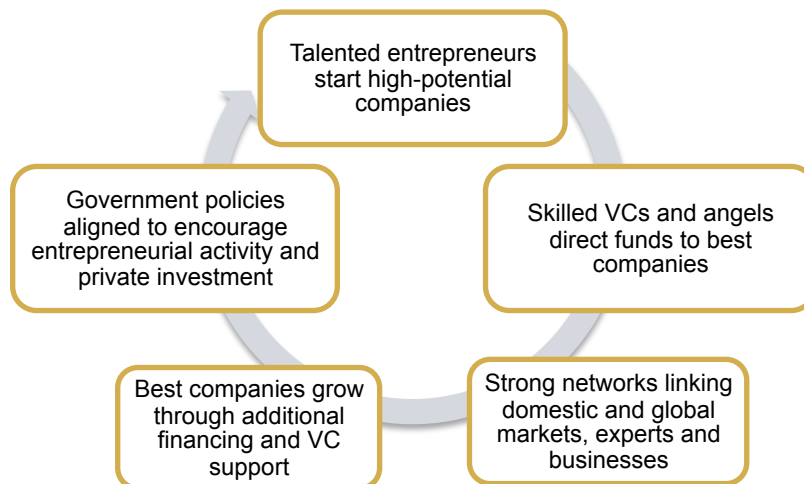 Talented entrepreneurs
start high-potential
companies
Skilled VCs and angels
direct funds to best
companies
Strong networks linking
domestic and global
markets, experts and
businesses
Best companies grow
through additional
financing and VC
support
Government policies
aligned to encourage
entrepreneurial activity and
private investment